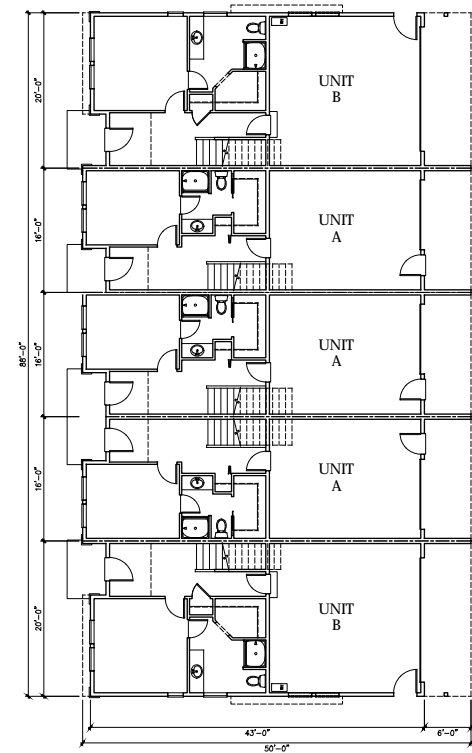 UNIT
B
20'-0"
UNIT
A
16'-0"
UNIT
A
16'-0"
88'-0"
UNIT
A
16'-0"
UNIT
B
20'-0"
43'-0"
6'-0"
50'-0"